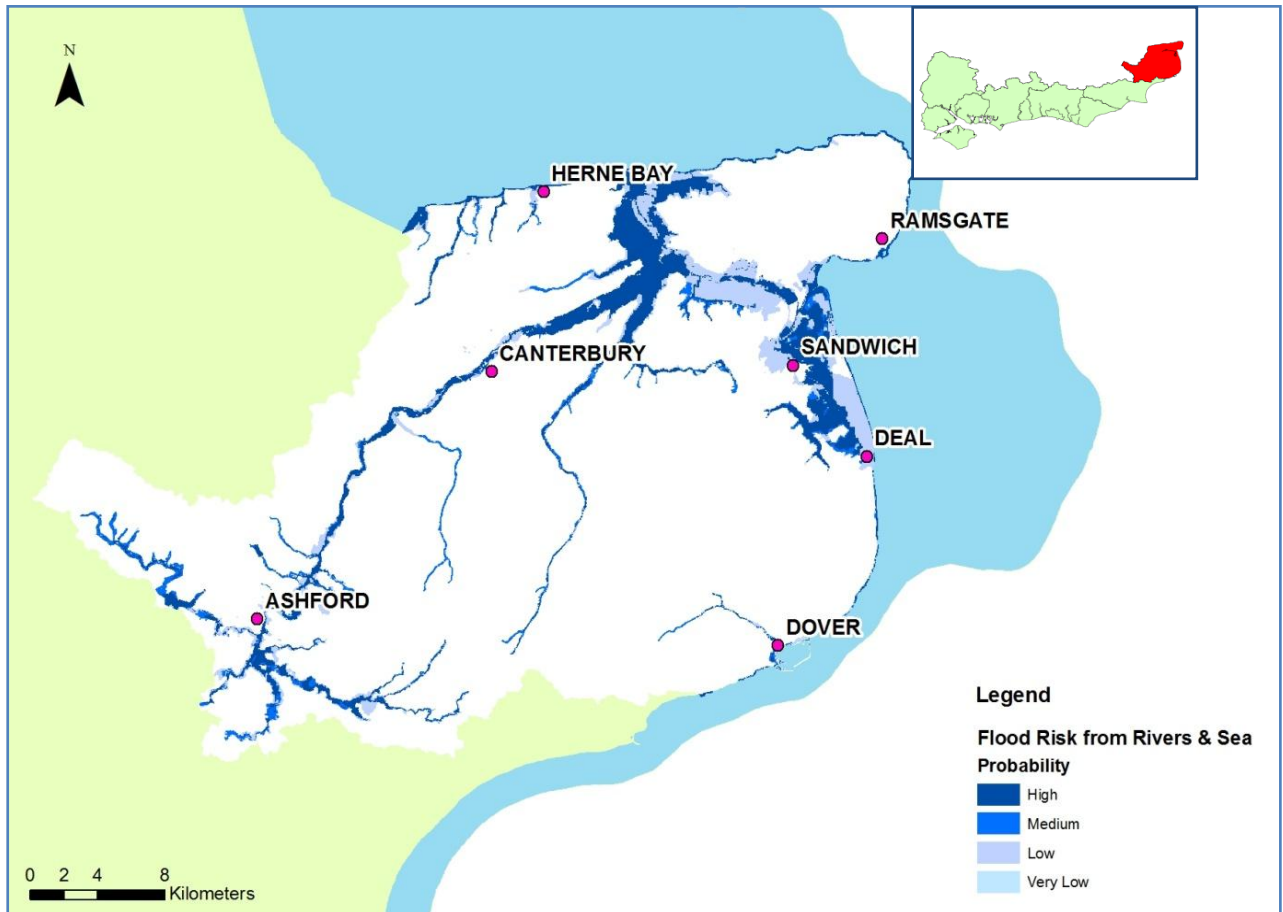 N
HERNE BAY
RAMSGATE
CANTERBURY
SANDWICH
DEAL
ASHFORD
DOVER
Legend
Flood Risk from Rivers & Sea
Probability
High
Medium
Low
Very Low
0 2 4 8
Kilometers